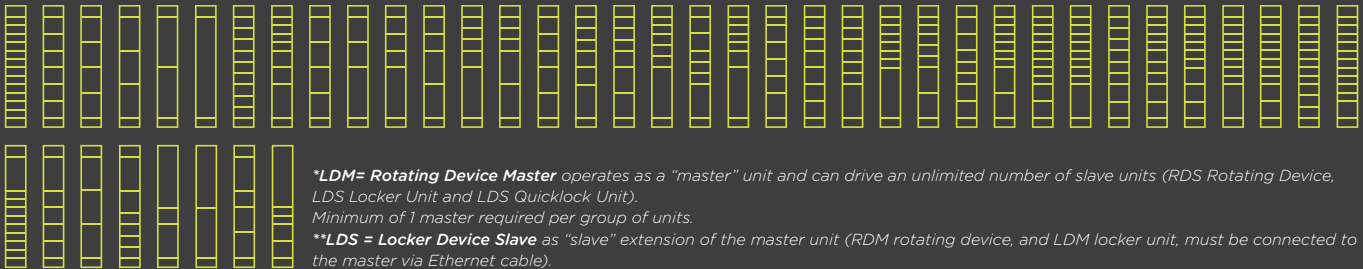 *LDM= Rotating Device Master operates as a “master” unit and can drive an unlimited number of slave units (RDS Rotating Device,
LDS Locker Unit and LDS Quicklock Unit).
Minimum of 1 master required per group of units.
**LDS = Locker Device Slave as “slave” extension of the master unit (RDM rotating device, and LDM locker unit, must be connected to
the master via Ethernet cable).